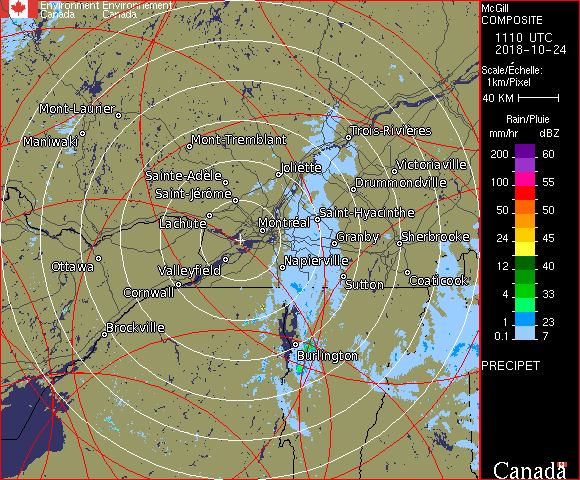 Environment Environnement
Canada Canada
McGill
COMPOSITE
1110 UTC
2018-10-24
Scale/Échelle:
1km/Pixel
40 KM
Rain/Pluie
mm/hr dBZ
200 60
100 55
50 50
24 45
12 40
4 33
1 23
0.1 7
PRECIPET
Canada
Mont-Laurier
Maniwaki
Mont-Tremblant
Trois-Rivières
Joliette
Victoriaville
Sainte-Adèle
Drummondville
Saint-Jérôme
Saint-Hyacinthe
Lachute
Montréal
Granby
Sherbrooke
Ottawa
Valleyfield
Napierville
Coaticook
Cornwall
Sutton
Brockville
Burlington